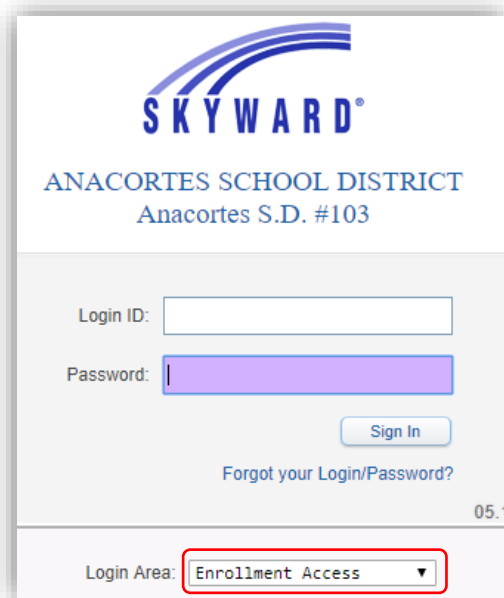 SKYWARD®
ANACORTES SCHOOL DISTRICT
Anacortes S.D. #103
Login ID:
Password:
Sign In
Forgot your Login/Password?
05.
Login Area: Enrollment Access